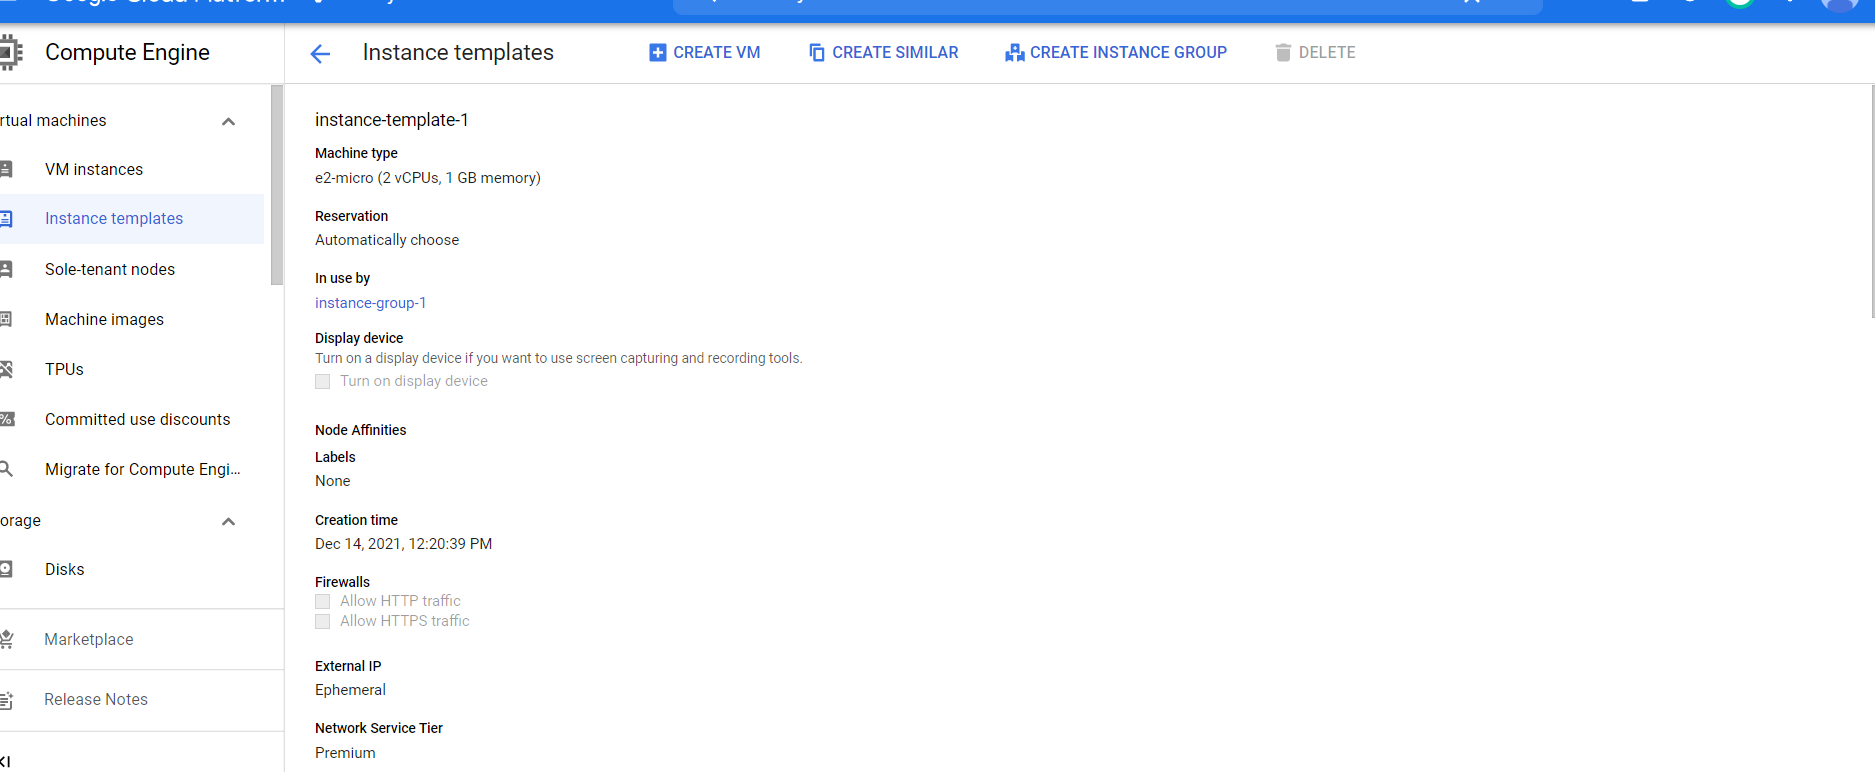 Compute Engine
Instance templates
CREATE VM
CREATE SIMILAR
CREATE INSTANCE GROUP
DELETE
rtual machines
VM instances
Instance templates
Sole-tenant nodes
Machine images
TPUs
Committed use discounts
Migrate for Compute Engi...
orage
Disks
Marketplace
Release Notes
instance-template-1
Machine type
e2-micro (2 vCPUs, 1 GB memory)
Reservation
Automatically choose
In use by
instance-group-1
Display device
Turn on a display device if you want to use screen capturing and recording tools.
Turn on display device
Node Affinities
Labels
None
Creation time
Dec 14, 2021, 12:20:39 PM
Firewalls
Allow HTTP traffic
Allow HTTPS traffic
External IP
Ephemeral
Network Service Tier
Premium